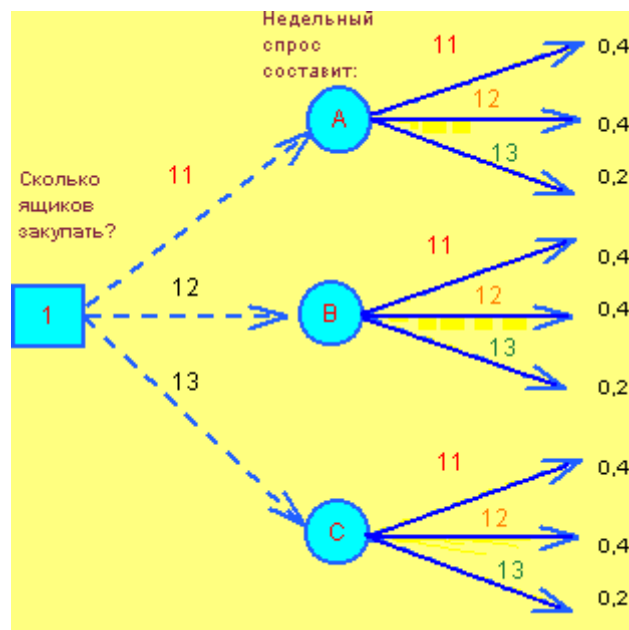 Недельный
спрос
составит:
11
0,4
12
A
0,4
13
0,2
Сколько
ящиков
закупать?
11
11
0,4
12
12
1
B
0,4
13
0,2
13
11
0,4
12
C
0,4
13
0,2